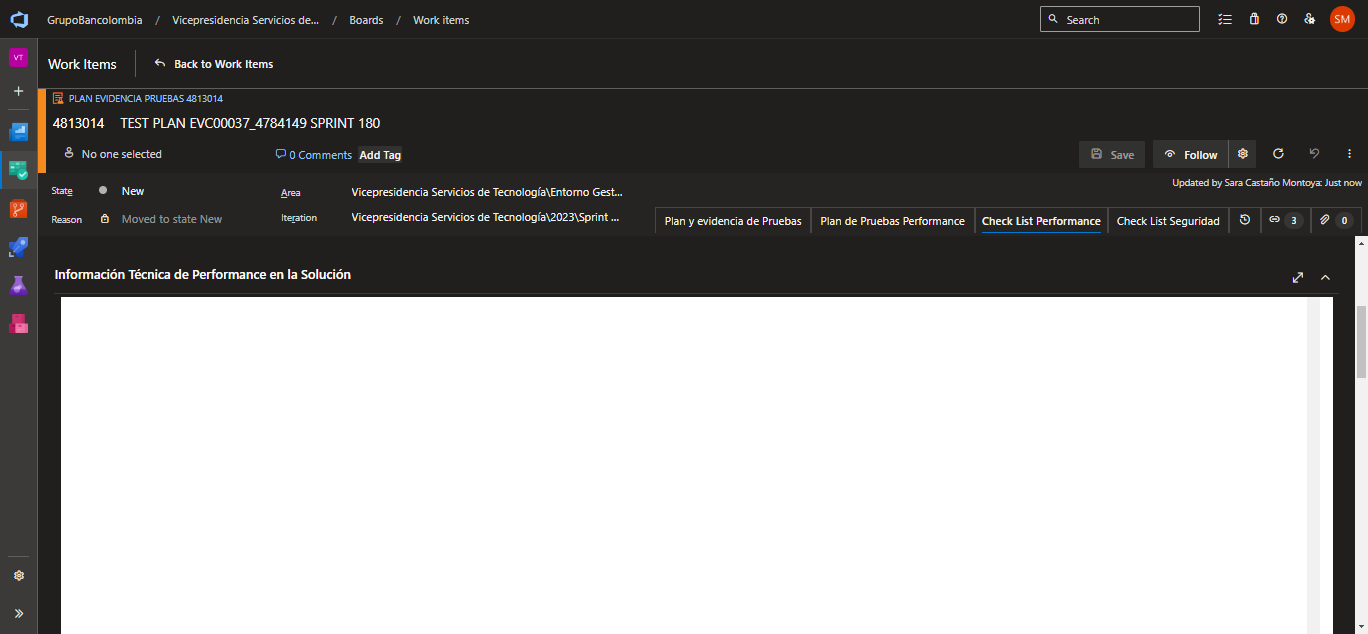 GrupoBancolombia / Vicepresidencia Servicios de... / Boards / Work items
Search
SM
VT
Work Items
Back to Work Items
PLAN EVIDENCIA PRUEBAS 4813014
4813014 TEST PLAN EVC00037_4784149 SPRINT 180
No one selected
0 Comments
Add Tag
Save
Follow
Updated by Sara Castaño Montoya: Just now
State New
Area Vicepresidencia Servicios de Tecnología\Entorno Gest...
Reason Moved to state New
Iteration Vicepresidencia Servicios de Tecnología\2023\Sprint ...
Plan y evidencia de Pruebas
Plan de Pruebas Performance
Check List Performance
Check List Seguridad
3
0
Información Técnica de Performance en la Solución